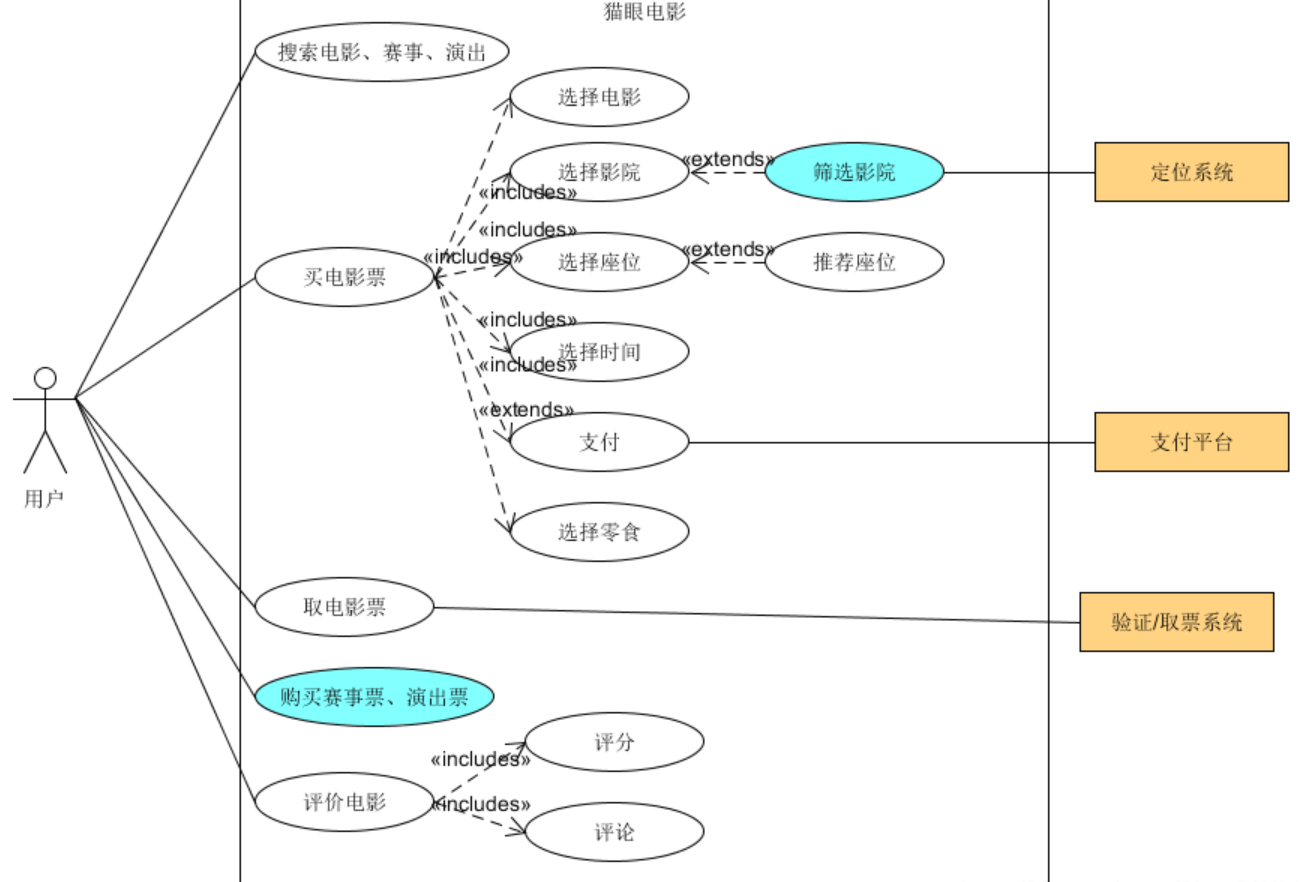 猫眼电影
搜索电影、赛事、演出
选择电影
选择影院
«extends»
筛选影院
定位系统
«includes»
«includes»
«includes»
选择座位
«extends»
推荐座位
买电影票
«includes»
选择时间
«includes»
«extends»
支付
支付平台
用户
选择零食
取电影票
验证/取票系统
购买赛事票、演出票
评分
«includes»
评价电影
«includes»
评论